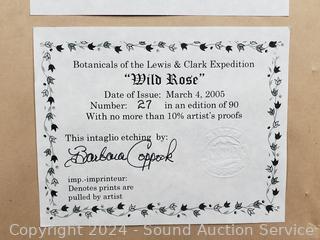 Botanicals of the Lewis & Clark Expedition
"Wild Rose"
Date of Issue: March 4, 2005
Number: 27 in an edition of 90
With no more than 10% artist's proofs
This intaglio etching by:
Barbara Coppock
imp.-imprinteur:
Denotes prints are
pulled by artist
Copyright 2024 - Sound Auction Service